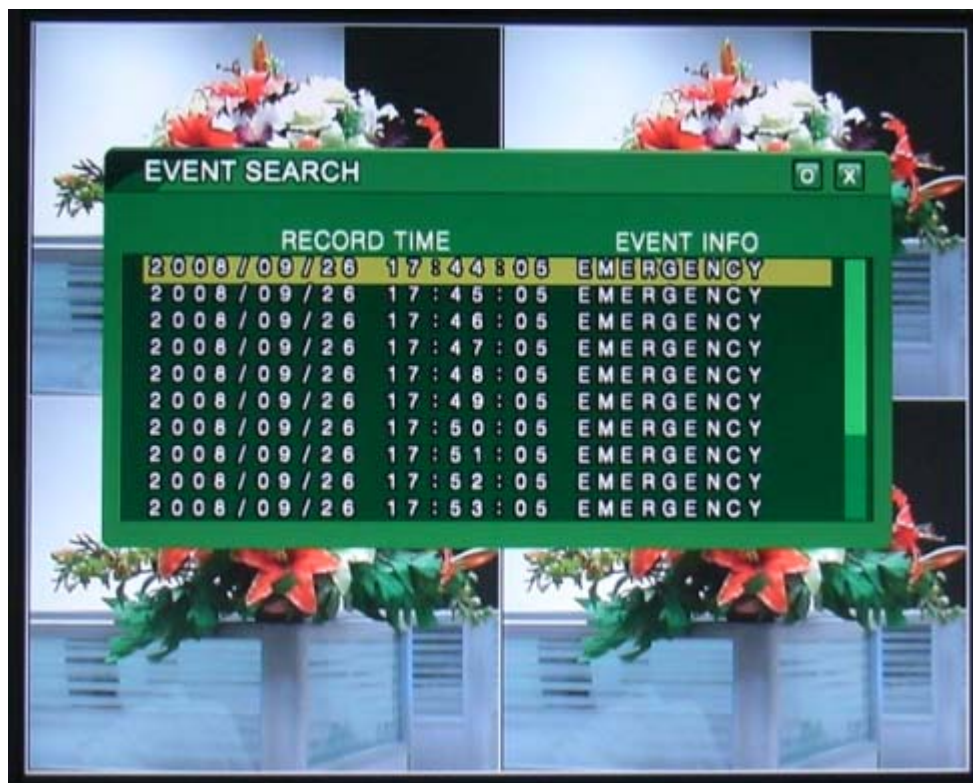 EVENT SEARCH O X
RECORD TIME EVENT INFO
2008/09/26 17:44:05 EMERGENCY
2008/09/26 17:45:05 EMERGENCY
2008/09/26 17:46:05 EMERGENCY
2008/09/26 17:47:05 EMERGENCY
2008/09/26 17:48:05 EMERGENCY
2008/09/26 17:49:05 EMERGENCY
2008/09/26 17:50:05 EMERGENCY
2008/09/26 17:51:05 EMERGENCY
2008/09/26 17:52:05 EMERGENCY
2008/09/26 17:53:05 EMERGENCY